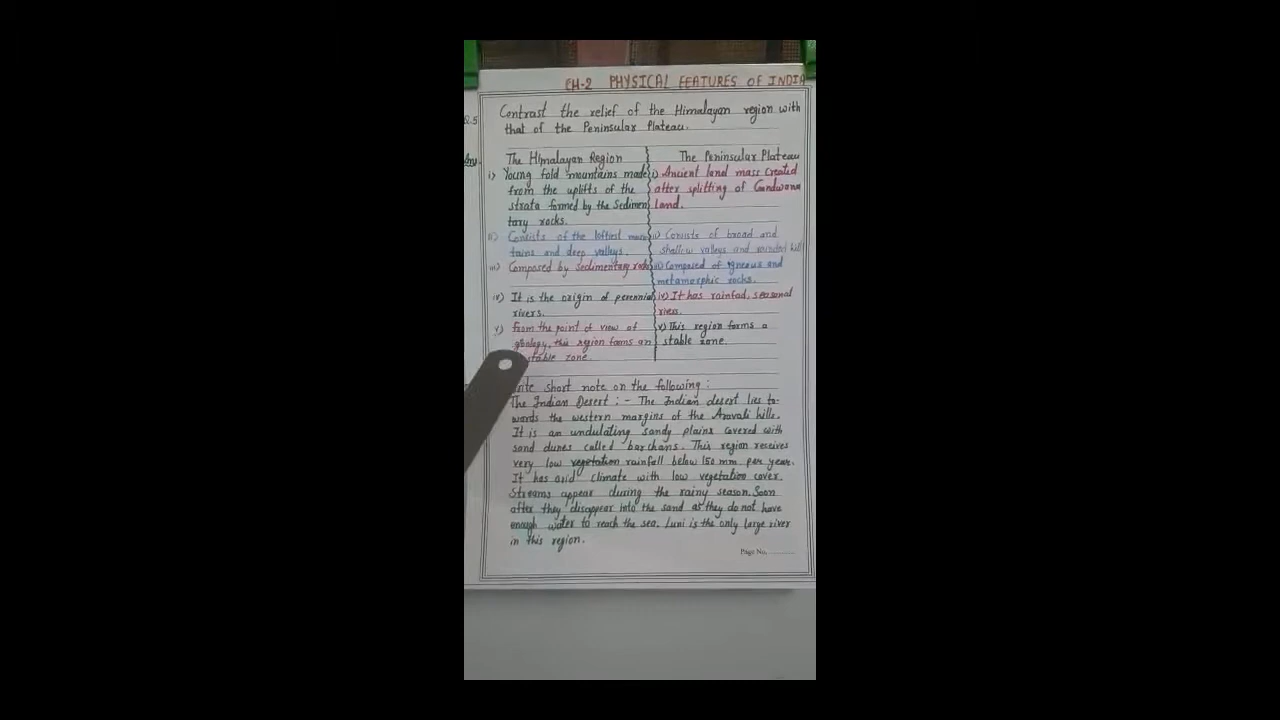 CH-2 PHYSICAL FEATURES OF INDIA
Q.5 Contrast the relief of the Himalayan region with
that of the Peninsular Plateau.
Ans.
The Himalayan Region
i) Young fold mountains made
from the uplifts of the
strata formed by the Sedimen
tary rocks.
ii) Consists of the loftiest moun
tains and deep valleys.
iii) Composed by sedimentary rocks
iv) It is the origin of perennial
rivers.
v) from the point of view of
geology, this region forms an
zone.
The Peninsular Plateau
i) Ancient land mass created
after splitting of Gondwana
land.
ii) Consists of broad and
shallow valleys and rounded hill
iii) Composed of igneous and
metamorphic rocks.
iv) It has rainfad, seasonal
rivers.
v) This region forms a
stable zone.
short note on the following :
The Indian Desert : - The Indian desert lies to-
wards the western margins of the Aravali hills.
It is an undulating sandy plains covered with
sand dunes called barchans. This region receives
very low vegetation rainfall below 150 mm per year.
It has arid climate with low vegetation cover.
Streams appear during the rainy season. Soon
after they disappear into the sand as they do not have
enough water to reach the sea. Luni is the only large river
in this region.
Page No. ............